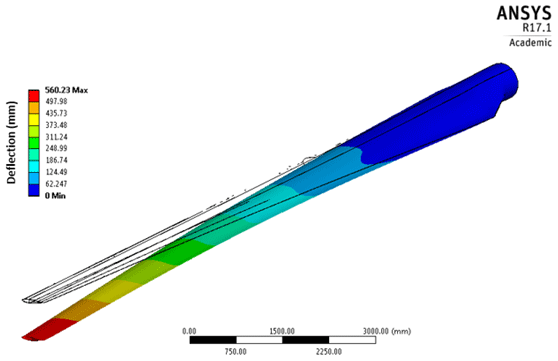 ANSYS
R17.1
Academic
Deflection (mm)
560.23 Max
497.98
435.73
373.48
311.24
248.99
186.74
124.49
62.247
0 Min
0.00 1500.00 3000.00 (mm)
750.00 2250.00